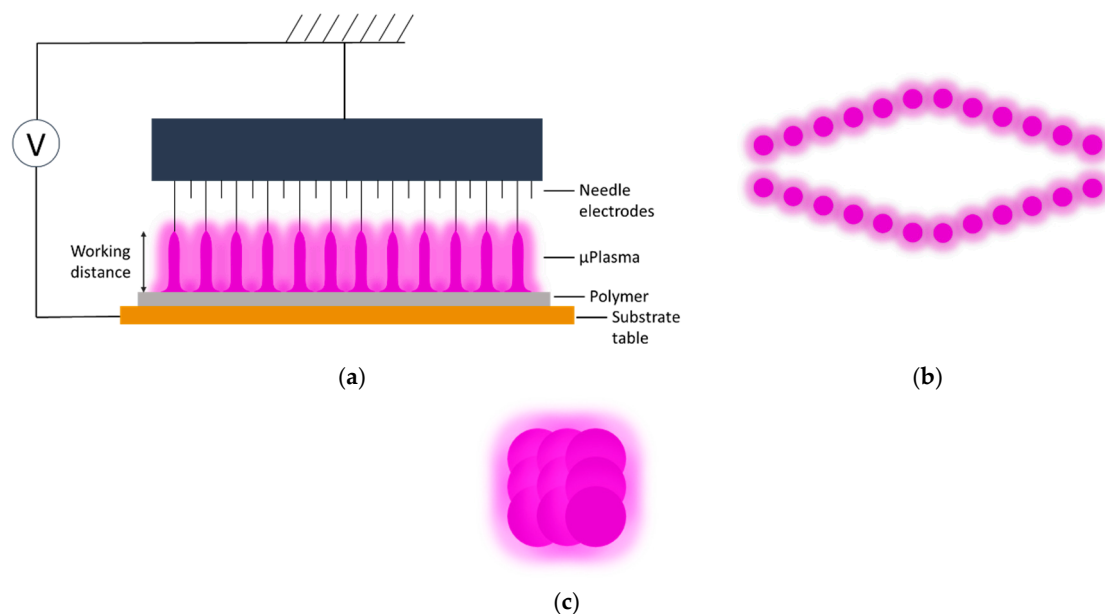 V
Needle
electrodes
Working
distance
μPlasma
Polymer
Substrate
table
(a)
(b)
(c)